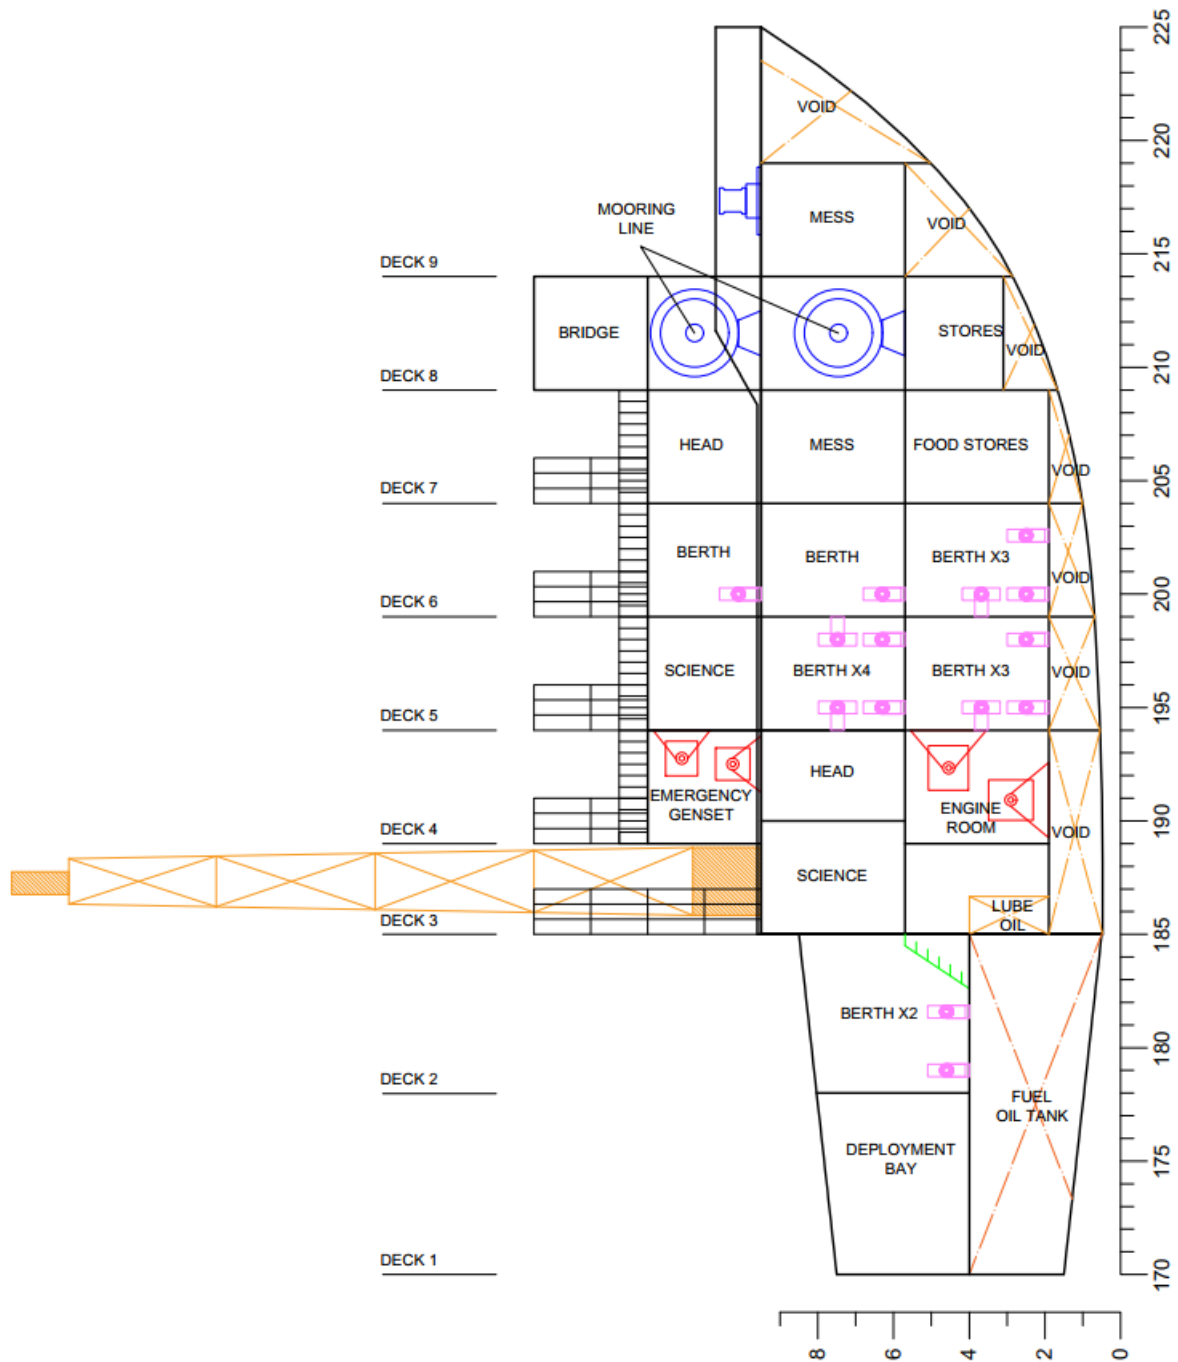 225
VOID
220
MOORING
LINE
MESS
VOID
215
DECK 9
BRIDGE
STORES
VOID
210
DECK 8
HEAD
MESS
FOOD STORES
VOID
205
DECK 7
BERTH
BERTH
BERTH X3
VOID
200
DECK 6
SCIENCE
BERTH X4
BERTH X3
VOID
195
DECK 5
HEAD
EMERGENCY
GENSET
ENGINE
ROOM
VOID
190
DECK 4
SCIENCE
LUBE
OIL
DECK 3
185
BERTH X2
180
DECK 2
FUEL
OIL TANK
DEPLOYMENT
BAY
175
DECK 1
170
8
6
4
2
0